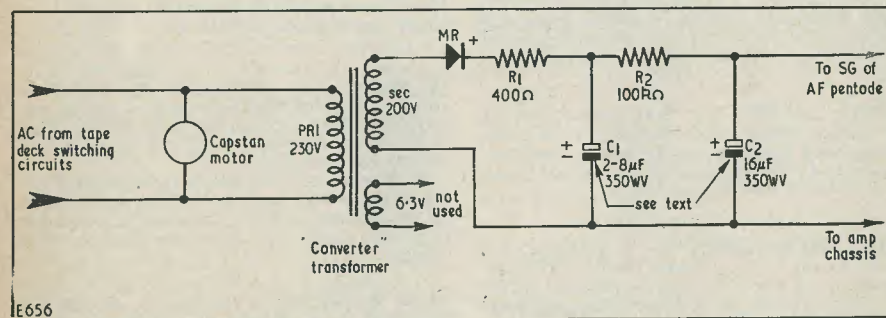 MR
+
R1
400Ω
R2
100RΩ
To SG of
AF pentode
AC from tape
deck switching
circuits
Capstan
motor
PRI
230V
sec
200V
6·3V
not
used
"Converter"
transformer
+
−
C1
2-8μF
350WV
see text
+
−
C2
16μF
350WV
To amp
chassis
E656